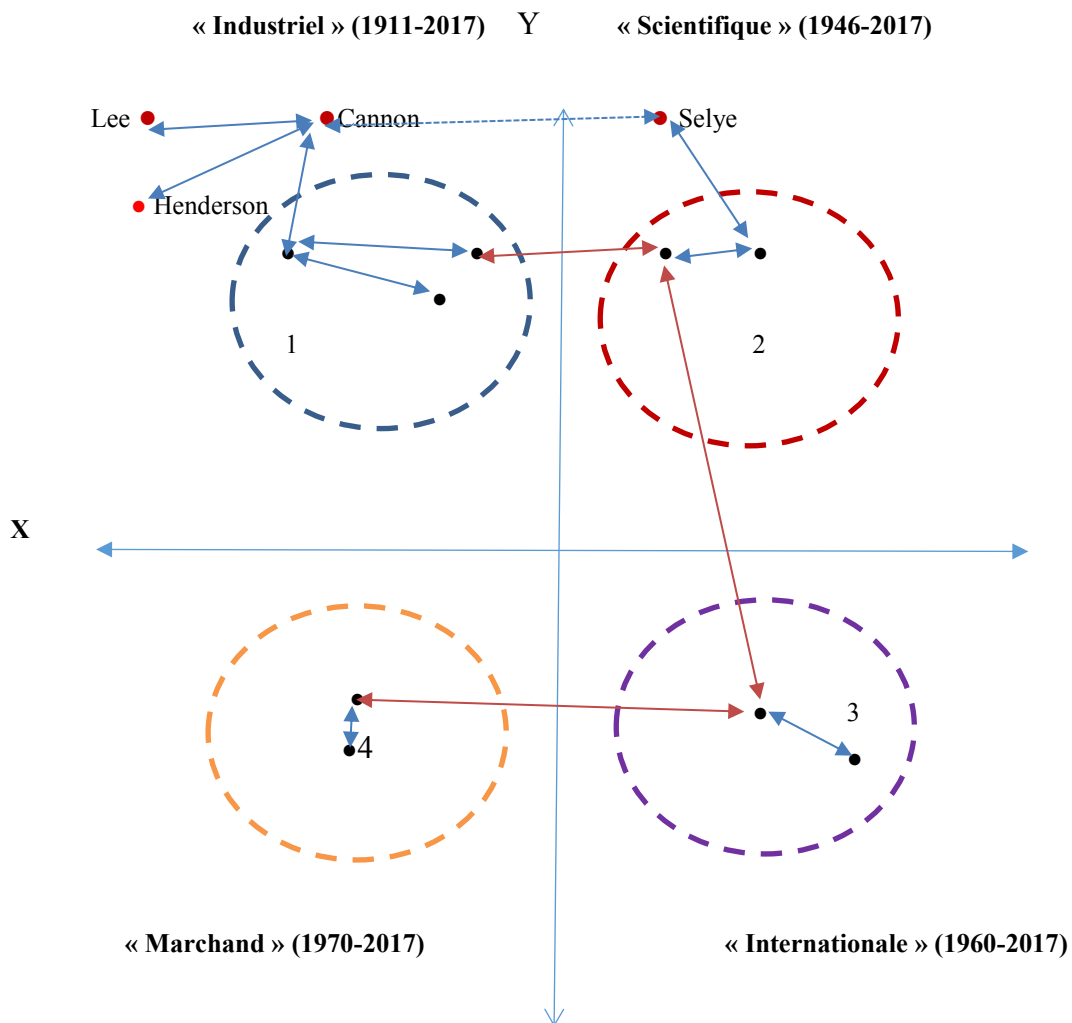 « Industriel » (1911-2017) Y « Scientifique » (1946-2017)
Lee Cannon Selye
Henderson
1 2
X
3
4
« Marchand » (1970-2017) « Internationale » (1960-2017)